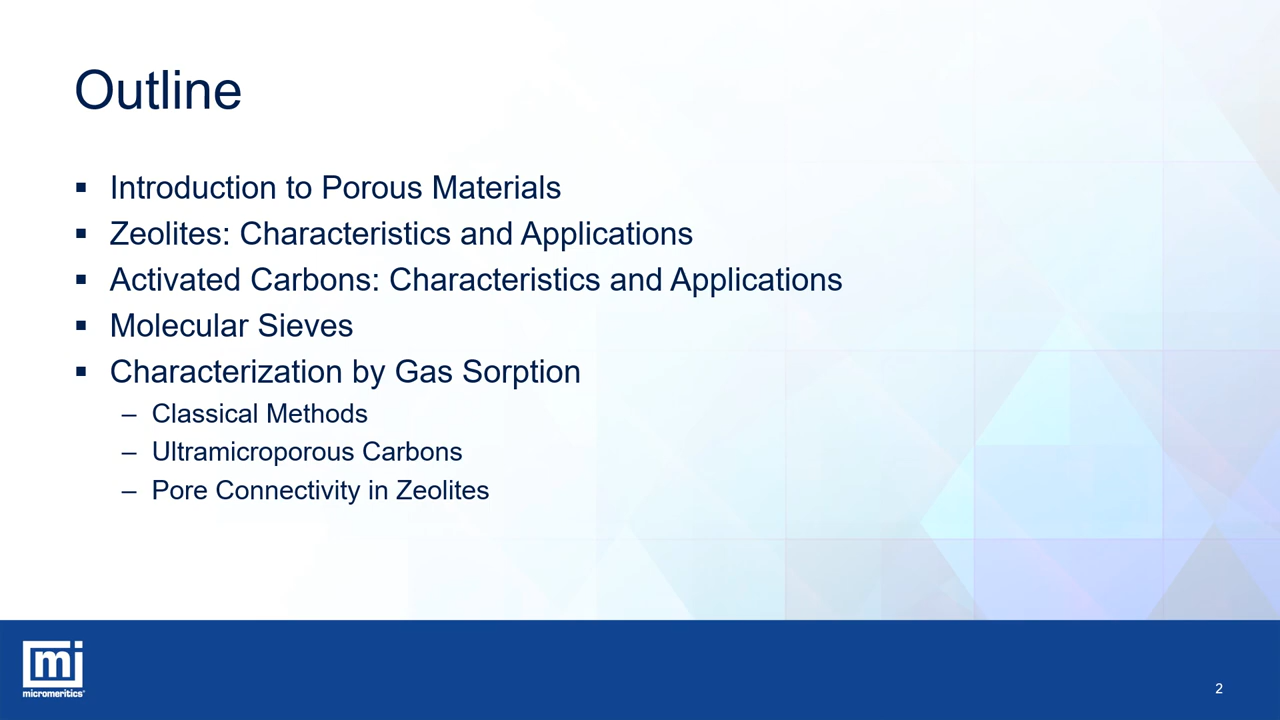 Outline
▪ Introduction to Porous Materials
▪ Zeolites: Characteristics and Applications
▪ Activated Carbons: Characteristics and Applications
▪ Molecular Sieves
▪ Characterization by Gas Sorption
– Classical Methods
– Ultramicroporous Carbons
– Pore Connectivity in Zeolites
mi
micromeritics®
2